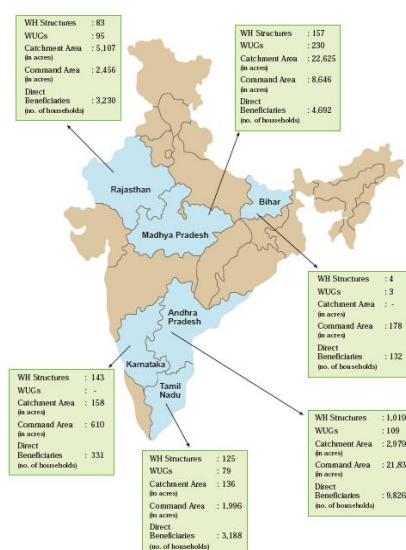 WH Structures : 83
WUGs : 95
Catchment Area : 5,107
(in acres)
Command Area : 2,456
(in acres)
Direct
Beneficiaries : 3,230
(no. of households)
WH Structures : 157
WUGs : 230
Catchment Area : 22,625
(in acres)
Command Area : 8,646
(in acres)
Direct
Beneficiaries : 4,692
(no. of households)
Rajasthan
Bihar
Madhya Pradesh
WH Structures : 4
WUGs : 3
Catchment Area : -
(in acres)
Command Area : 178
(in acres)
Direct
Beneficiaries : 132
(no. of households)
Andhra
Pradesh
Karnataka
Tamil
Nadu
WH Structures : 143
WUGs : -
Catchment Area : 158
(in acres)
Command Area : 610
(in acres)
Direct
Beneficiaries : 331
(no. of households)
WH Structures : 1,019
WUGs : 109
Catchment Area : 2,979
(in acres)
Command Area : 21,83
(in acres)
Direct
Beneficiaries : 9,826
(no. of households)
WH Structures : 125
WUGs : 79
Catchment Area : 136
(in acres)
Command Area : 1,996
(in acres)
Direct
Beneficiaries : 3,188
(no. of households)